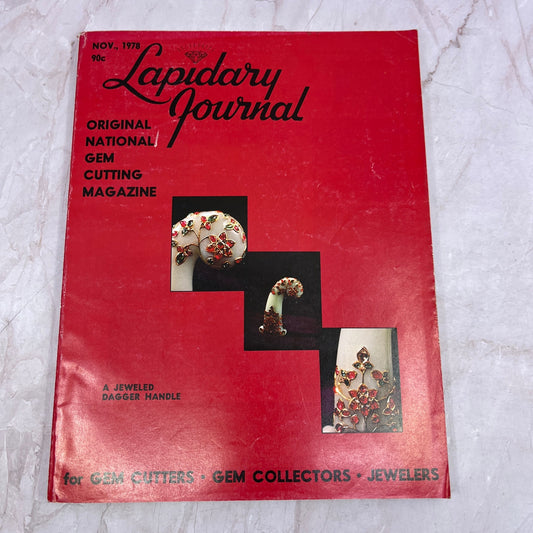 NOV., 1978
90c
Lapidary
Journal
ORIGINAL
NATIONAL
GEM
CUTTING
MAGAZINE
A JEWELED
DAGGER HANDLE
for GEM CUTTERS • GEM COLLECTORS • JEWELERS